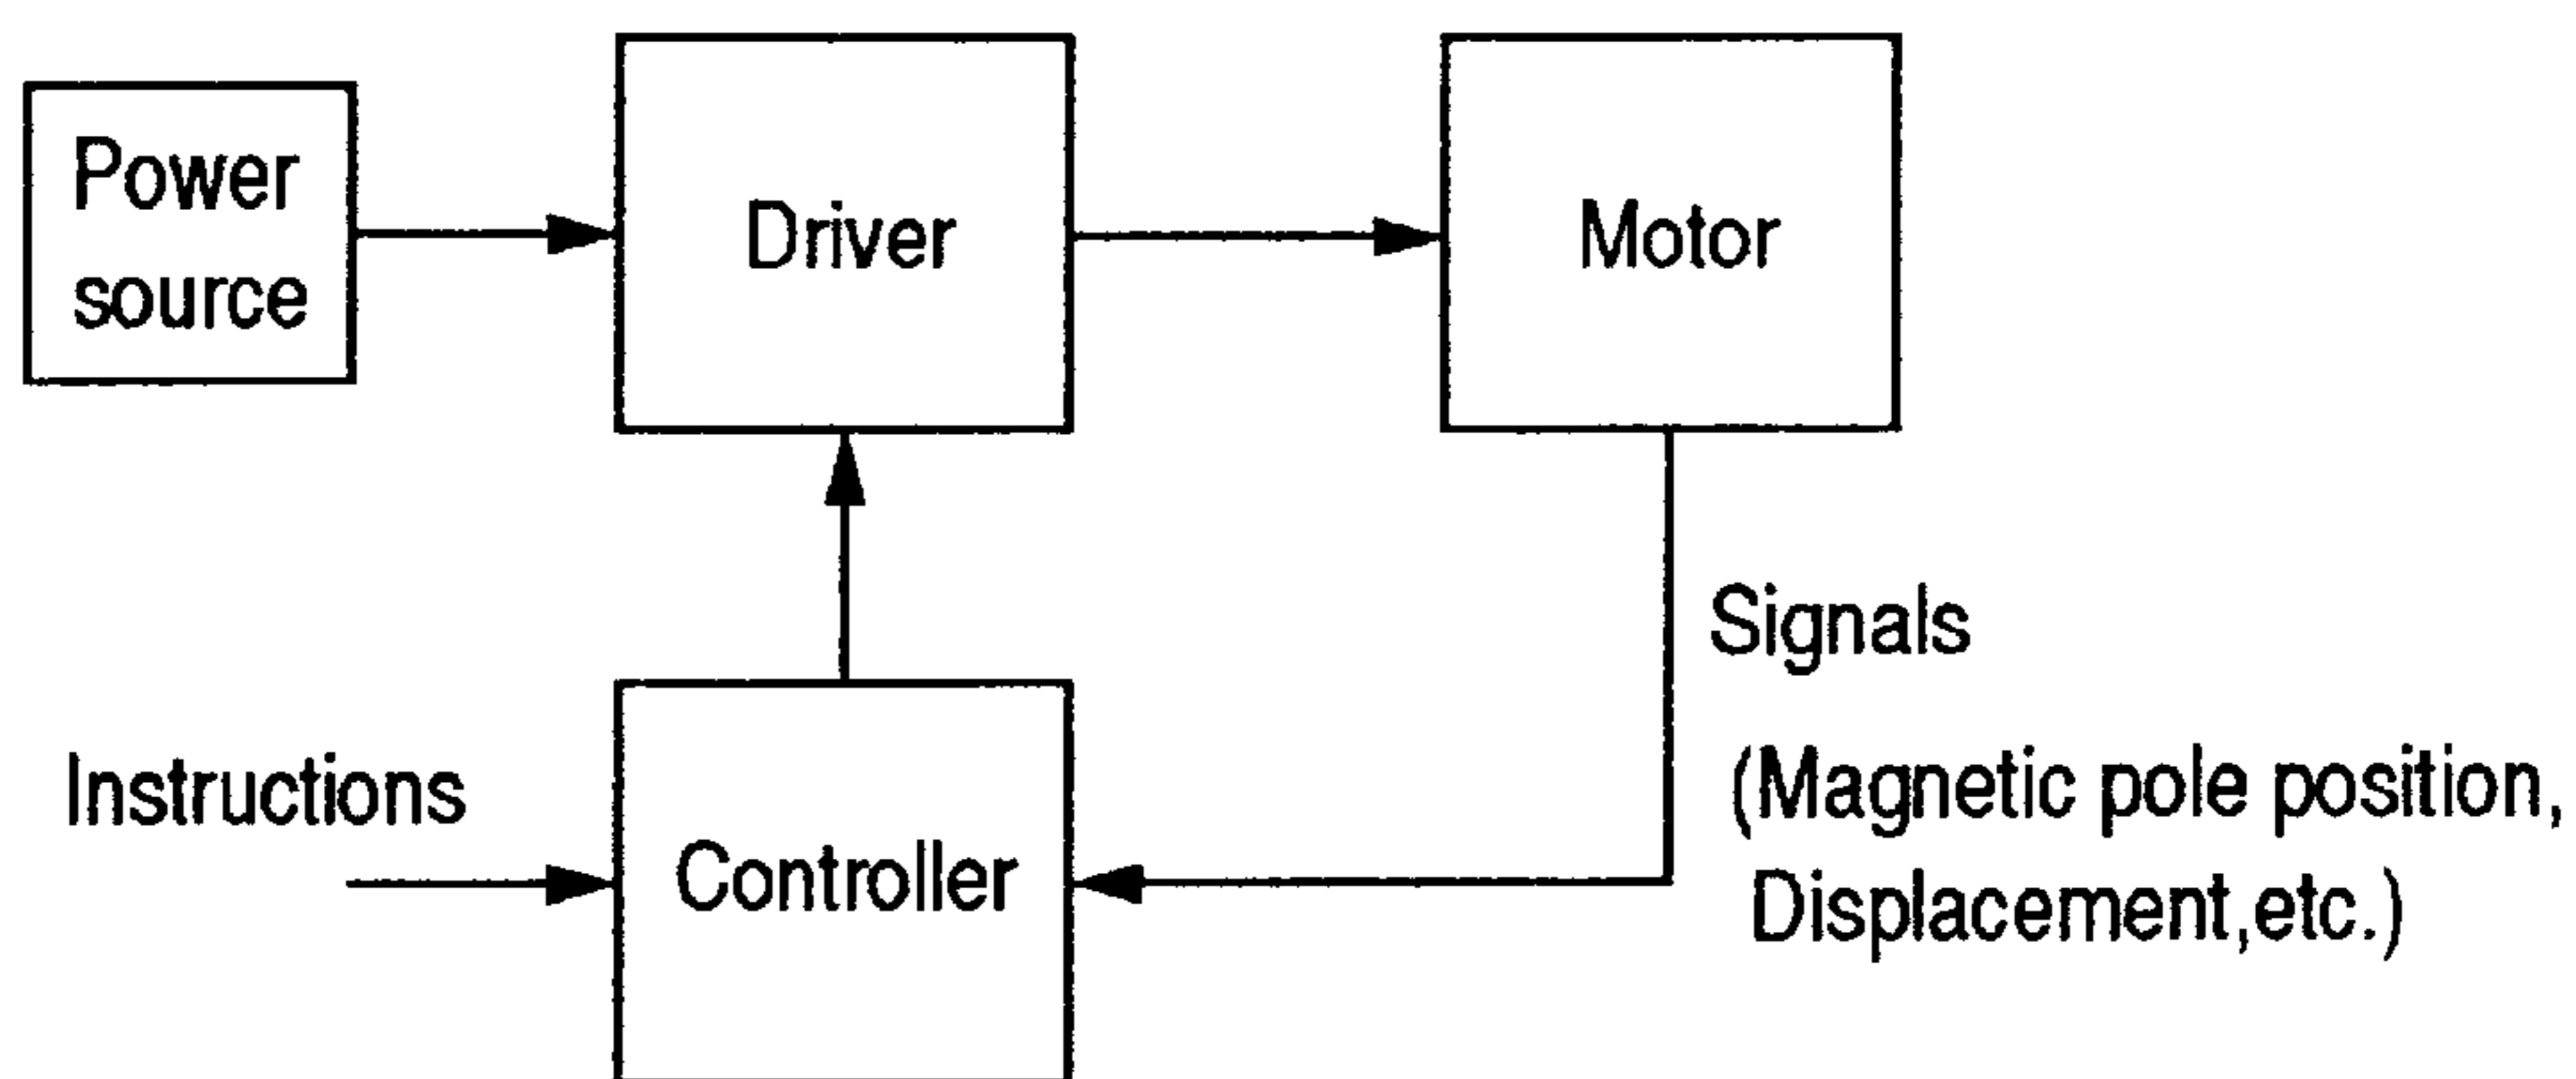 Power
source
Driver
Motor
Signals
(Magnetic pole position,
Displacement,etc.)
Instructions
Controller